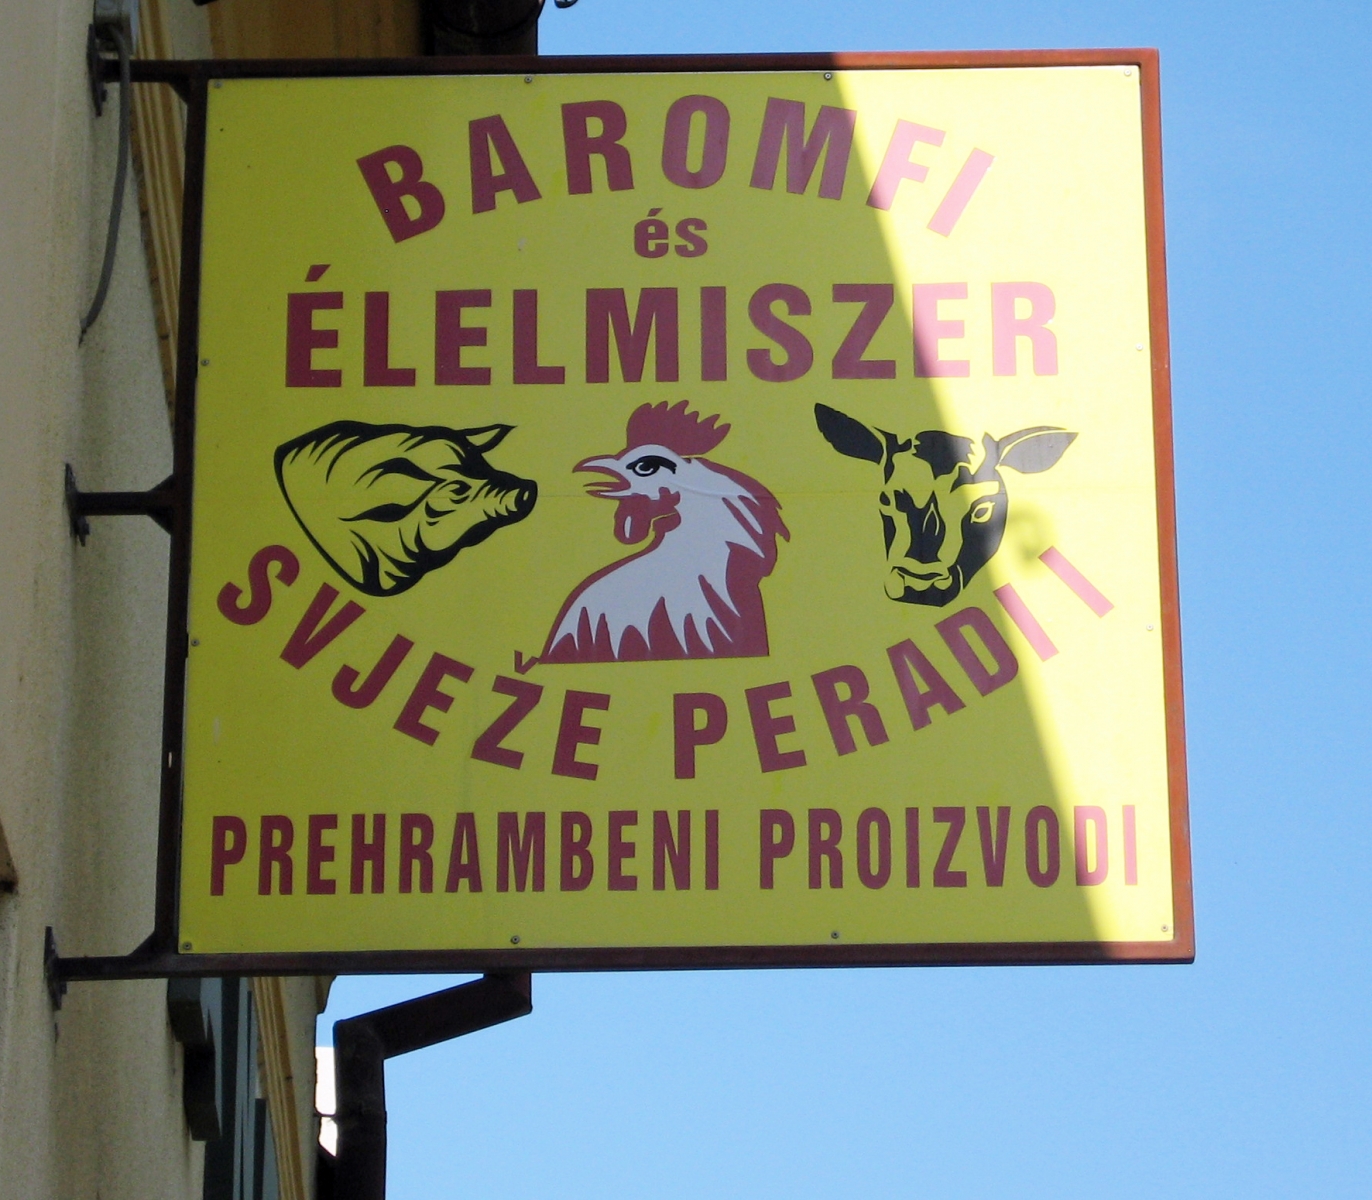 BAROMFI
és
ÉLELMISZER
SVJEŽE PERADI I
PREHRAMBENI PROIZVODI